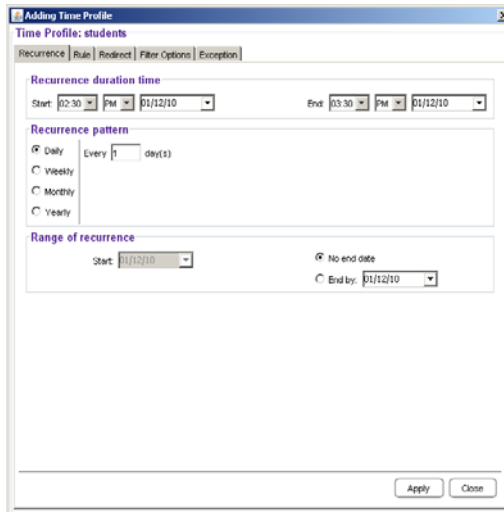 Adding Time Profile
Time Profile: students
Recurrence Rule Redirect Filter Options Exception
Recurrence duration time
Start: 02:30 PM 01/12/10 End: 03:30 PM 01/12/10
Recurrence pattern
Daily Every 1 day(s)
Weekly
Monthly
Yearly
Range of recurrence
Start: 01/12/10 No end date
End by: 01/12/10
Apply Close